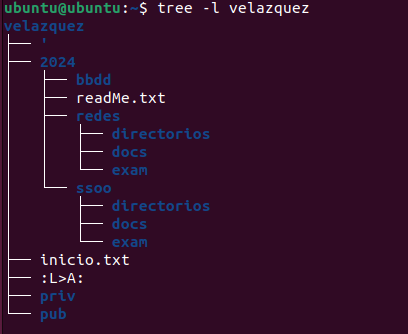 ubuntu@ubuntu:~$ tree -l velazquez
velazquez
├── '
├── 2024
│   ├── bbdd
│   ├── readMe.txt
│   ├── redes
│   │   ├── directorios
│   │   ├── docs
│   │   └── exam
│   └── ssoo
│       ├── directorios
│       ├── docs
│       └── exam
├── inicio.txt
├── :L>A:
├── priv
└── pub